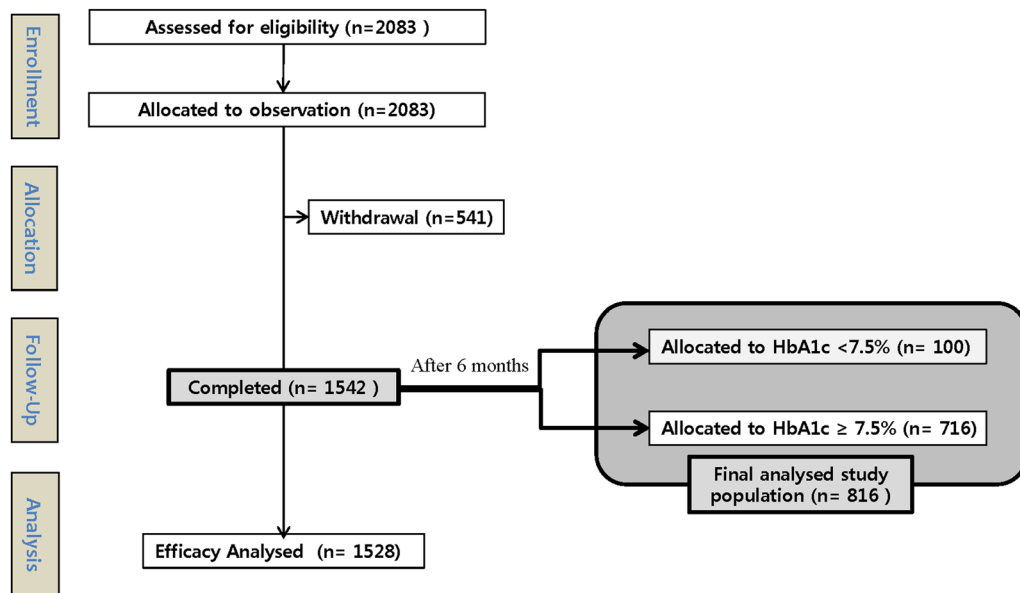 Enrollment
Assessed for eligibility (n=2083 )
Allocated to observation (n=2083)
Allocation
Withdrawal (n=541)
Follow-Up
Completed (n= 1542 )
After 6 months
Allocated to HbA1c <7.5% (n= 100)
Allocated to HbA1c ≥ 7.5% (n= 716)
Final analysed study
population (n= 816 )
Analysis
Efficacy Analysed (n= 1528)